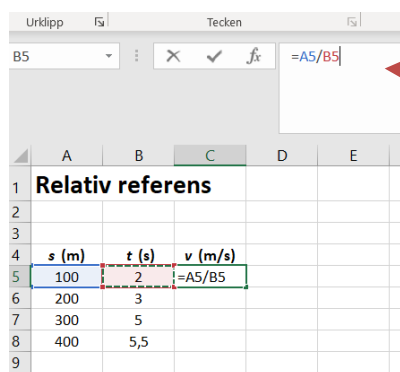 Urklipp Tecken
B5 fx =A5/B5
A B C D E
1 Relativ referens
2
3
4 s (m) t (s) v (m/s)
5 100 2 =A5/B5
6 200 3
7 300 5
8 400 5,5
9